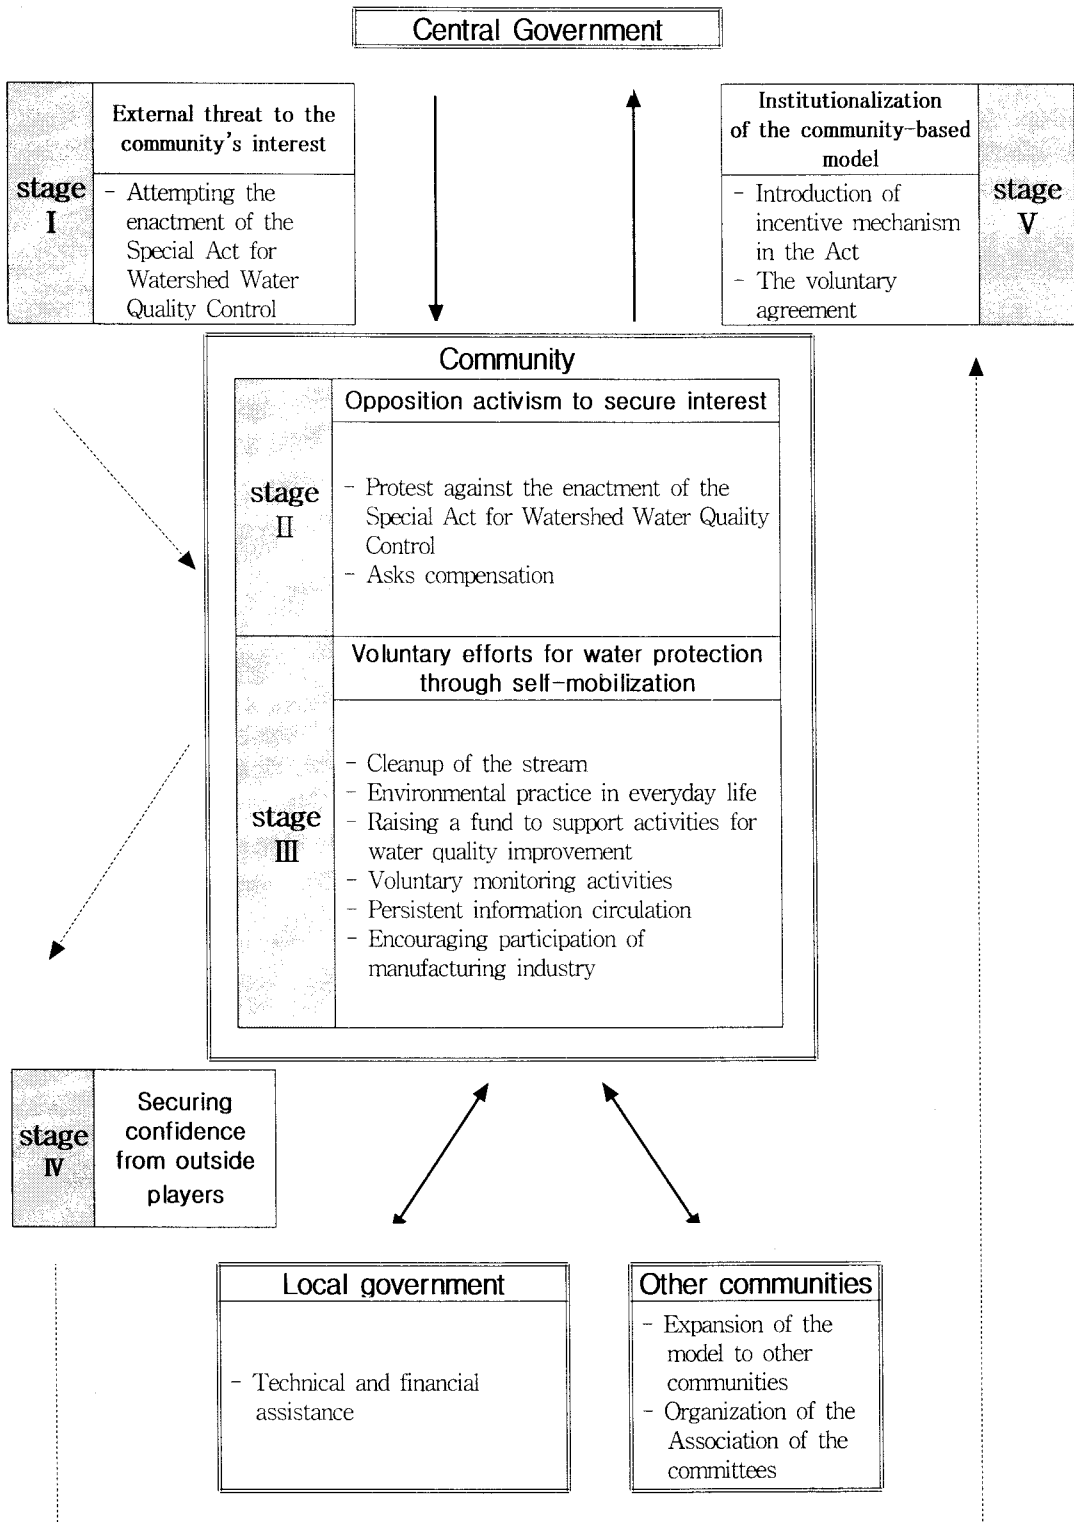 Central Government
stage
I
External threat to the
community's interest
- Attempting the
enactment of the
Special Act for
Watershed Water
Quality Control
Institutionalization
of the community-based
model
- Introduction of
incentive mechanism
in the Act
- The voluntary
agreement
stage
V
Community
stage
II
Opposition activism to secure interest
- Protest against the enactment of the
Special Act for Watershed Water Quality
Control
- Asks compensation
stage
III
Voluntary efforts for water protection
through self-mobilization
- Cleanup of the stream
- Environmental practice in everyday life
- Raising a fund to support activities for
water quality improvement
- Voluntary monitoring activities
- Persistent information circulation
- Encouraging participation of
manufacturing industry
stage
IV
Securing
confidence
from outside
players
Local government
- Technical and financial
assistance
Other communities
- Expansion of the
model to other
communities
- Organization of the
Association of the
committees